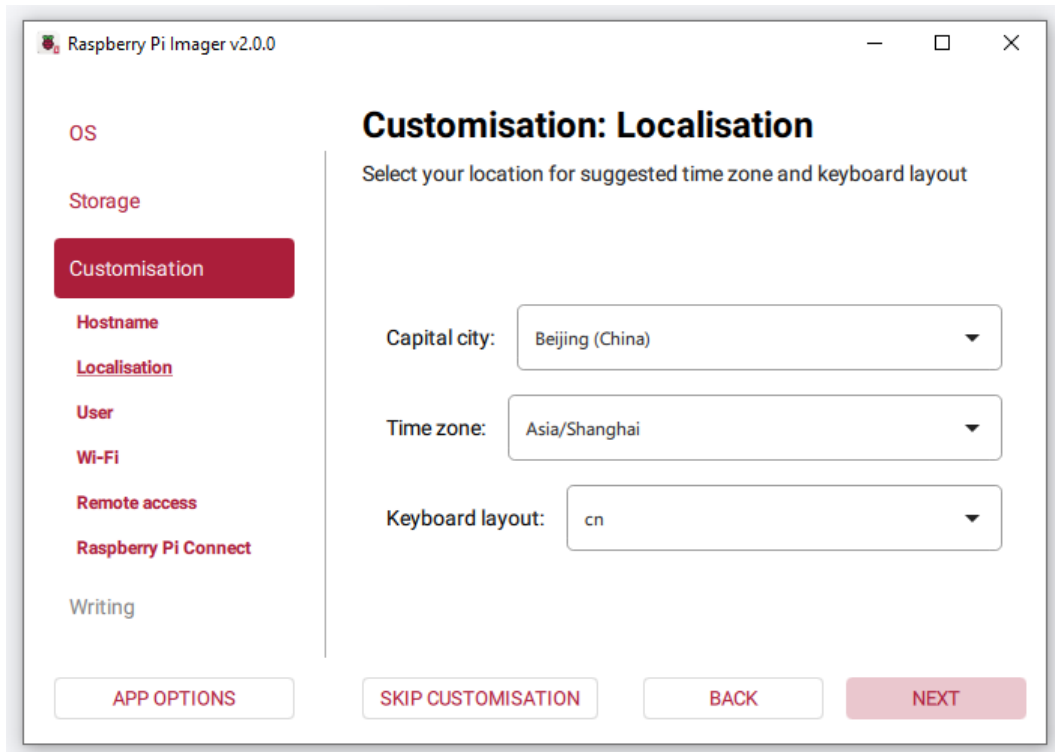 Raspberry Pi Imager v2.0.0
OS
Storage
Customisation
Hostname
Localisation
User
Wi-Fi
Remote access
Raspberry Pi Connect
Writing
APP OPTIONS
Customisation: Localisation
Select your location for suggested time zone and keyboard layout
Capital city: Beijing (China)
Time zone: Asia/Shanghai
Keyboard layout: cn
SKIP CUSTOMISATION
BACK
NEXT